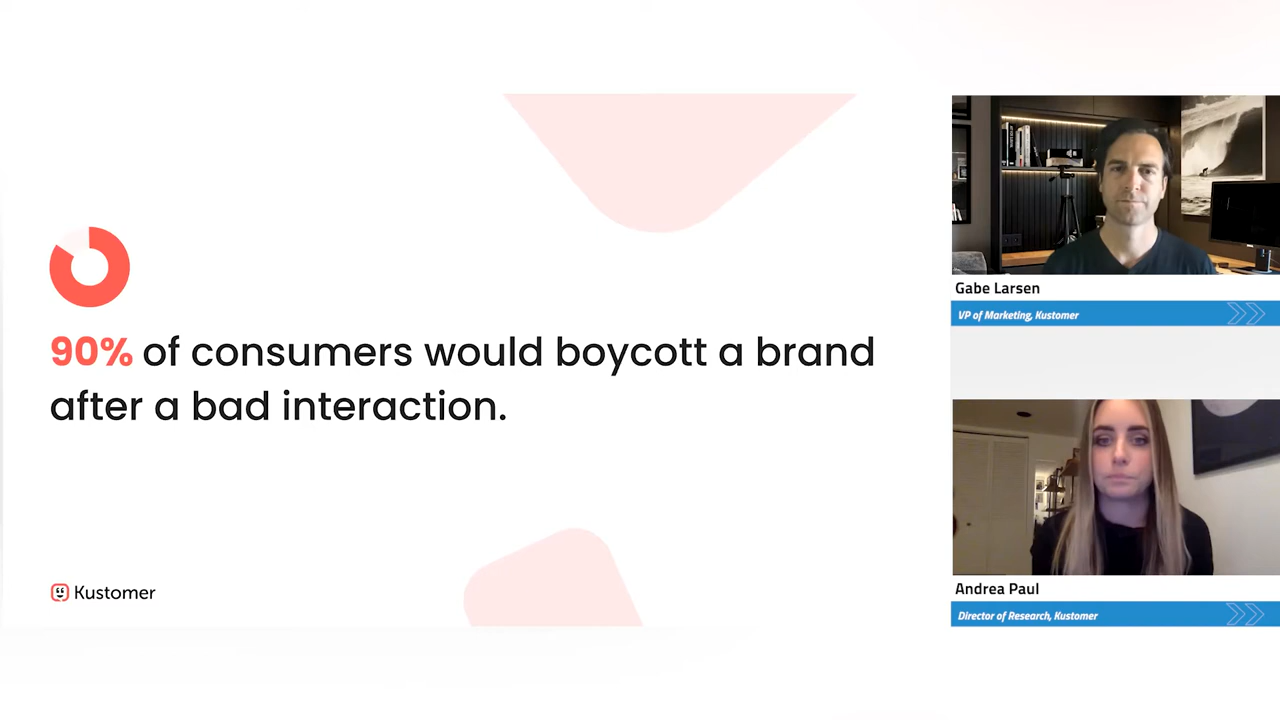 90% of consumers would boycott a brand
after a bad interaction.
Kustomer
Gabe Larsen
VP of Marketing, Kustomer
Andrea Paul
Director of Research, Kustomer